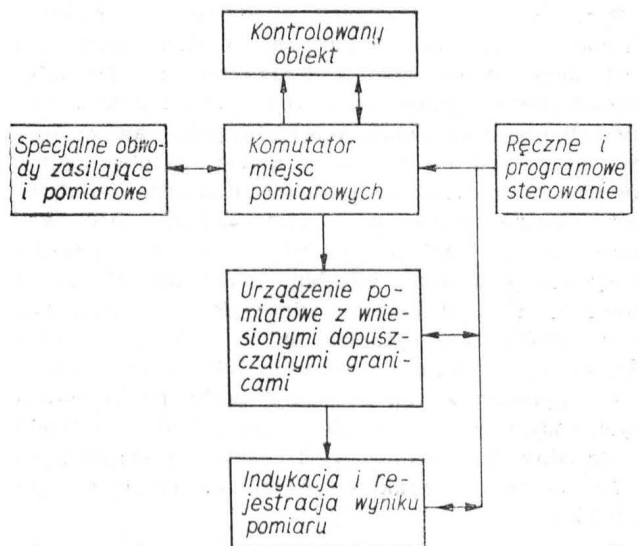 Kontrolowany
obiekt
Specjalne obwo-
dy zasilające
i pomiarowe
Komutator
miejsc
pomiarowych
Ręczne i
programowe
sterowanie
Urządzenie po-
miarowe z wnie-
sionymi dopusz-
czalnymi grani-
cami
Indykacja i re-
jestracja wyniku
pomiaru